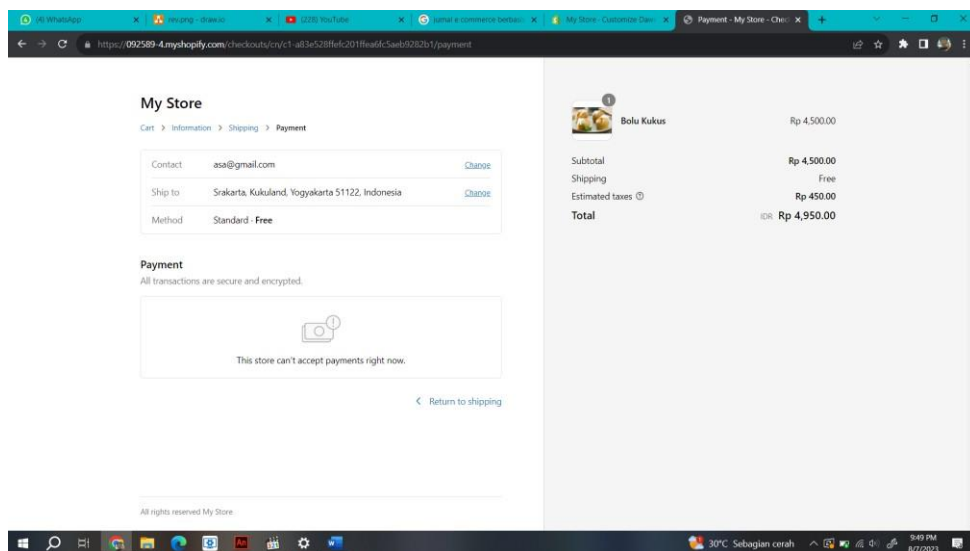 (4) WhatsApp
rev.png - draw.io
(228) YouTube
jurnal e commerce berbasis
My Store - Customize Dawn
Payment - My Store - Chec
https://092589-4.myshopify.com/checkouts/cn/c1-a83e528ffefc201ffea6fc5aeb9282b1/payment
My Store
Cart > Information > Shipping > Payment
Contact asa@gmail.com Change
Ship to Srakarta, Kukuland, Yogyakarta 51122, Indonesia Change
Method Standard · Free
Payment
All transactions are secure and encrypted.
This store can't accept payments right now.
Return to shipping
All rights reserved My Store
1
Bolu Kukus Rp 4,500.00
Subtotal Rp 4,500.00
Shipping Free
Estimated taxes Rp 450.00
Total IDR Rp 4,950.00
An
30°C Sebagian cerah
9:49 PM
8/7/2023